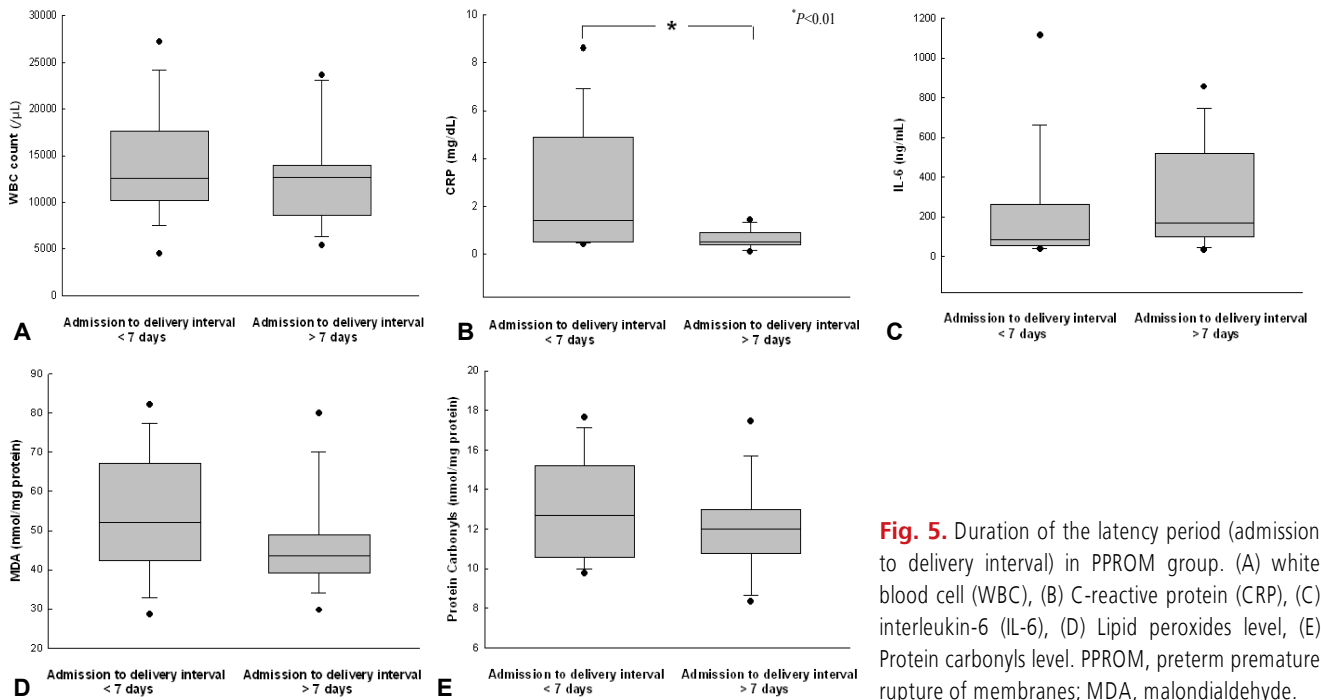 30000
25000
20000
15000
10000
5000
0
WBC count (/μL)
Admission to delivery interval
< 7 days
Admission to delivery interval
> 7 days
A
*P<0.01
*
10
8
6
4
2
0
CRP (mg/dL)
Admission to delivery interval
< 7 days
Admission to delivery interval
> 7 days
B
1200
1000
800
600
400
200
0
IL-6 (ng/mL)
Admission to delivery interval
< 7 days
Admission to delivery interval
> 7 days
C
90
80
70
60
50
40
30
20
MDA (nmol/mg protein)
Admission to delivery interval
< 7 days
Admission to delivery interval
> 7 days
D
20
18
16
14
12
10
8
6
Protein Carbonyls (nmol/mg protein)
Admission to delivery interval
< 7 days
Admission to delivery interval
> 7 days
E
Fig. 5. Duration of the latency period (admission
to delivery interval) in PPROM group. (A) white
blood cell (WBC), (B) C-reactive protein (CRP), (C)
interleukin-6 (IL-6), (D) Lipid peroxides level, (E)
Protein carbonyls level. PPROM, preterm premature
rupture of membranes; MDA, malondialdehyde.